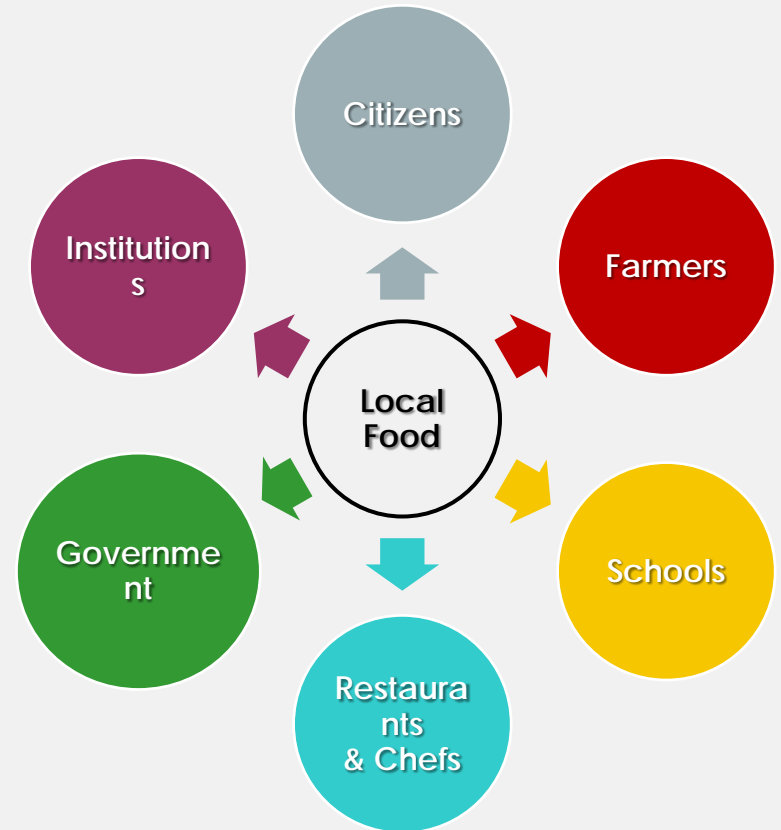 Citizens
Institution
s
Farmers
Local
Food
Governme
nt
Schools
Restaura
nts
& Chefs